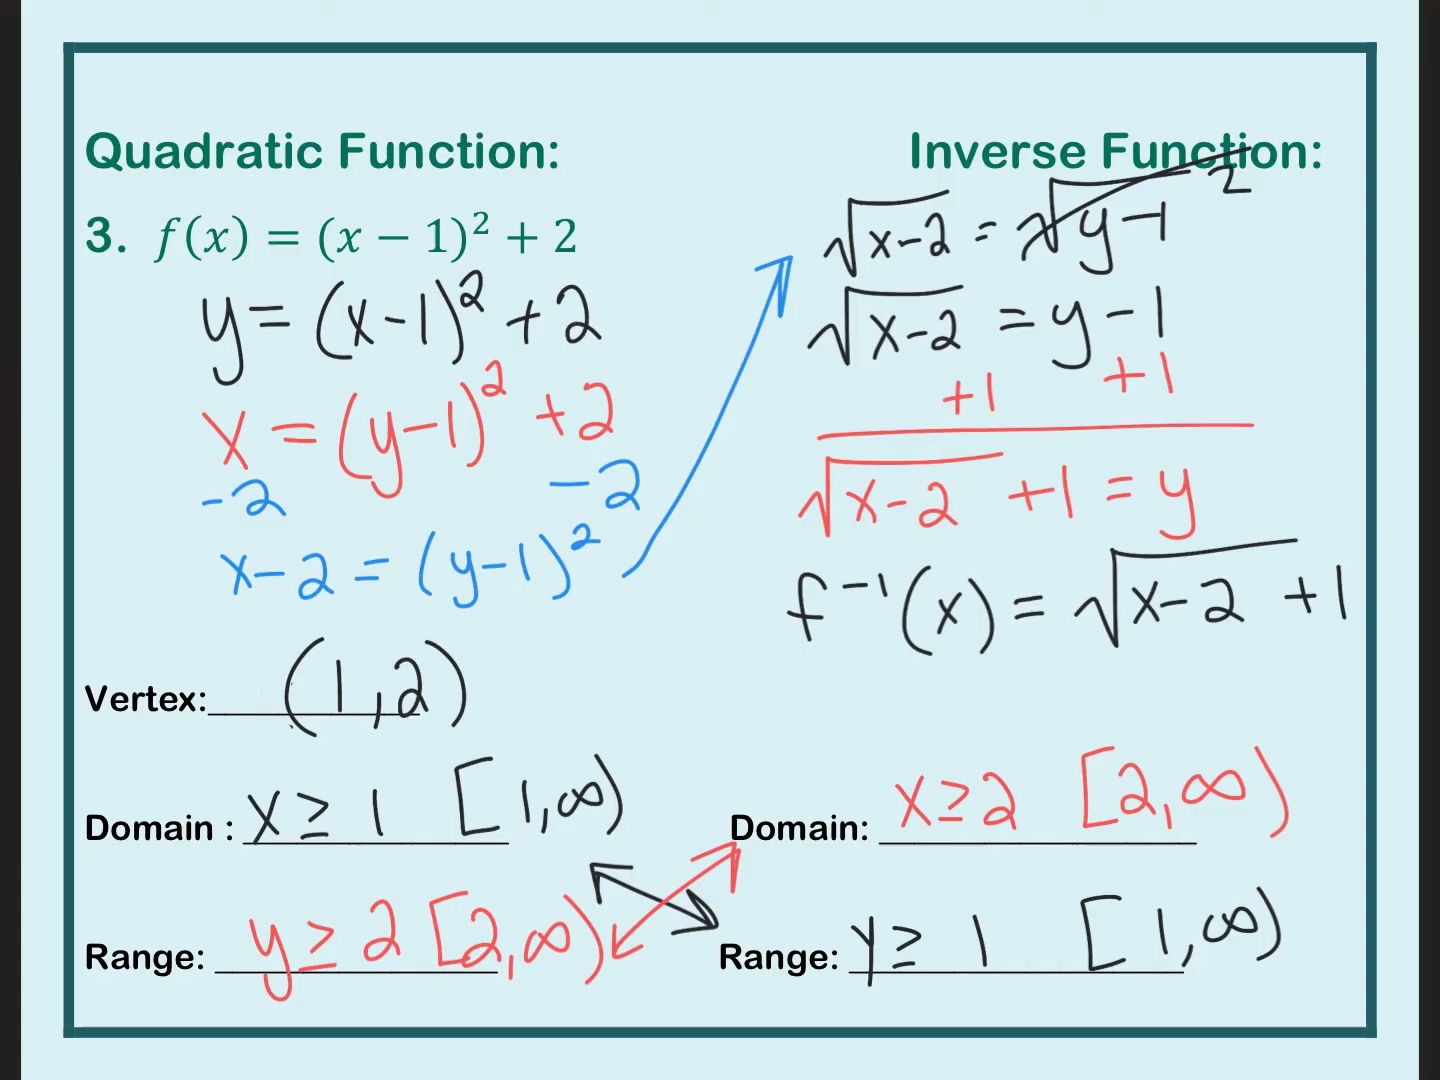 Quadratic Function:
3. f(x) = (x − 1)² + 2
y = (x-1)² + 2
x = (y-1)² + 2
-2 -2
x-2 = (y-1)²
Vertex: (1,2)
Domain : x ≥ 1 [1,∞)
Range: y ≥ 2 [2,∞)
Inverse Function:
√x-2 = √y-1 ²
√x-2 = y-1
+1 +1
√x-2 +1 = y
f⁻¹(x) = √x-2 +1
Domain: x≥2 [2,∞)
Range: y ≥ 1 [1,∞)